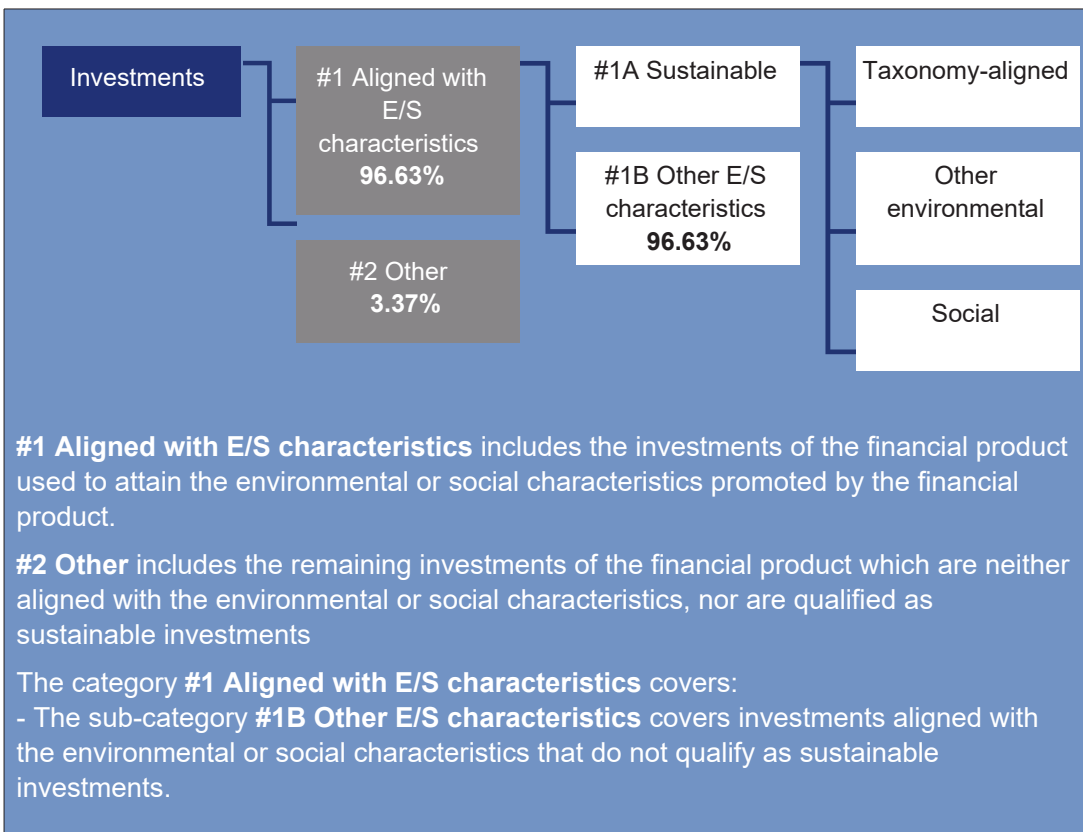 Investments
#1 Aligned with
E/S
characteristics
96.63%
#2 Other
3.37%
#1A Sustainable
#1B Other E/S
characteristics
96.63%
Taxonomy-aligned
Other
environmental
Social
#1 Aligned with E/S characteristics includes the investments of the financial product
used to attain the environmental or social characteristics promoted by the financial
product.
#2 Other includes the remaining investments of the financial product which are neither
aligned with the environmental or social characteristics, nor are qualified as
sustainable investments
The category #1 Aligned with E/S characteristics covers:
- The sub-category #1B Other E/S characteristics covers investments aligned with
the environmental or social characteristics that do not qualify as sustainable
investments.